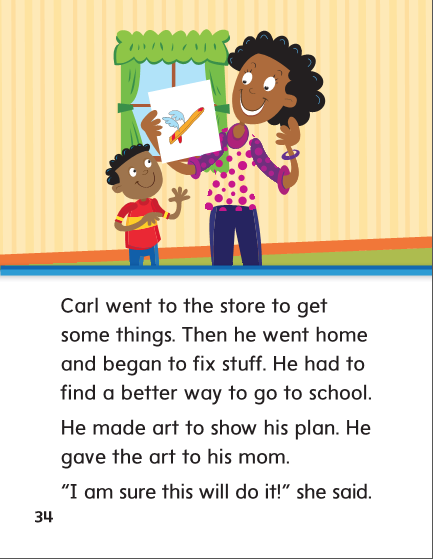 Carl went to the store to get
some things. Then he went home
and began to fix stuff. He had to
find a better way to go to school.
He made art to show his plan. He
gave the art to his mom.
“I am sure this will do it!” she said.
34